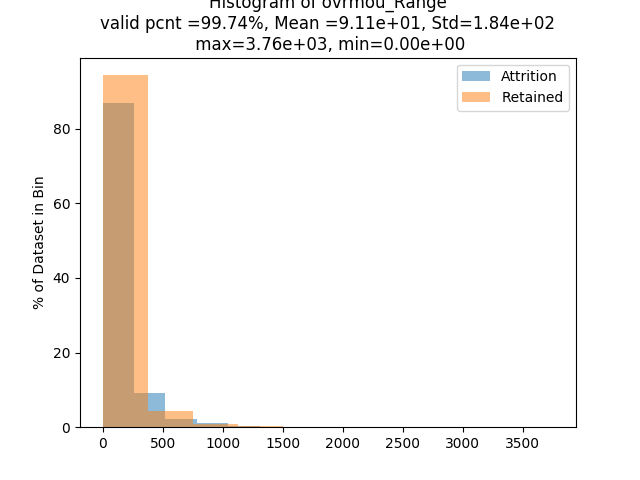 Histogram of ovrmou_Range
valid pcnt =99.74%, Mean =9.11e+01, Std=1.84e+02
max=3.76e+03, min=0.00e+00
Attrition
Retained
% of Dataset in Bin
80
60
40
20
0
0 500 1000 1500 2000 2500 3000 3500